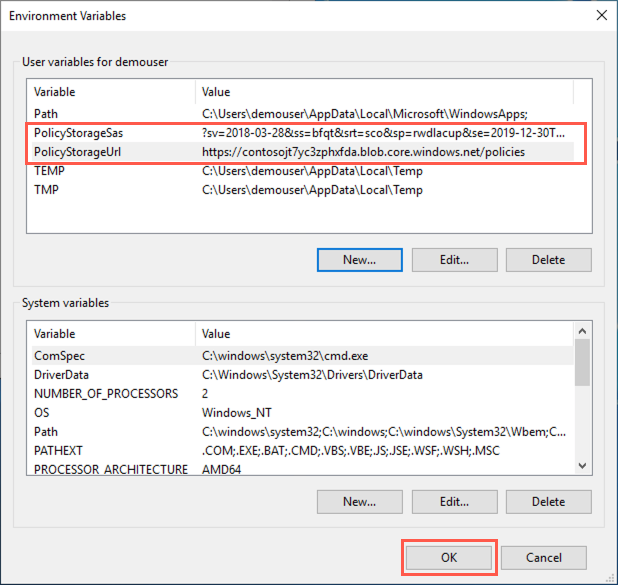 Environment Variables
User variables for demouser
Variable Value
Path C:\Users\demouser\AppData\Local\Microsoft\WindowsApps;
PolicyStorageSas ?sv=2018-03-28&ss=bfqt&srt=sco&sp=rwdlacup&se=2019-12-30T...
PolicyStorageUrl https://contosojt7yc3zphxfda.blob.core.windows.net/policies
TEMP C:\Users\demouser\AppData\Local\Temp
TMP C:\Users\demouser\AppData\Local\Temp
New... Edit... Delete
System variables
Variable Value
ComSpec C:\windows\system32\cmd.exe
DriverData C:\Windows\System32\Drivers\DriverData
NUMBER_OF_PROCESSORS 2
OS Windows_NT
Path C:\windows\system32;C:\windows;C:\windows\System32\Wbem;C...
PATHEXT .COM;.EXE;.BAT;.CMD;.VBS;.VBE;.JS;.JSE;.WSF;.WSH;.MSC
PROCESSOR_ARCHITECTURE AMD64
New... Edit... Delete
OK Cancel